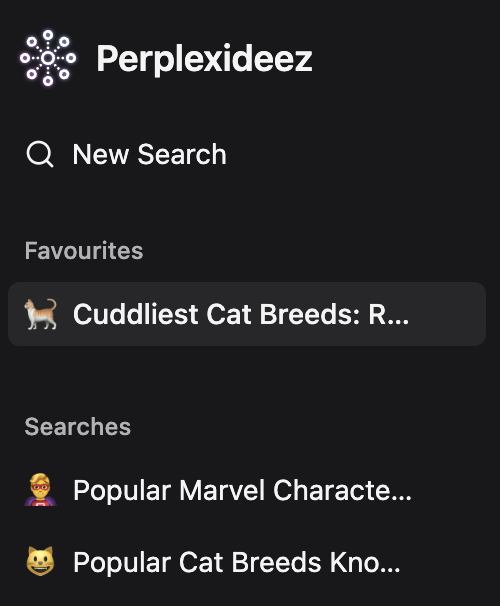 Perplexideez
New Search
Favourites
Cuddliest Cat Breeds: R...
Searches
Popular Marvel Characte...
Popular Cat Breeds Kno...